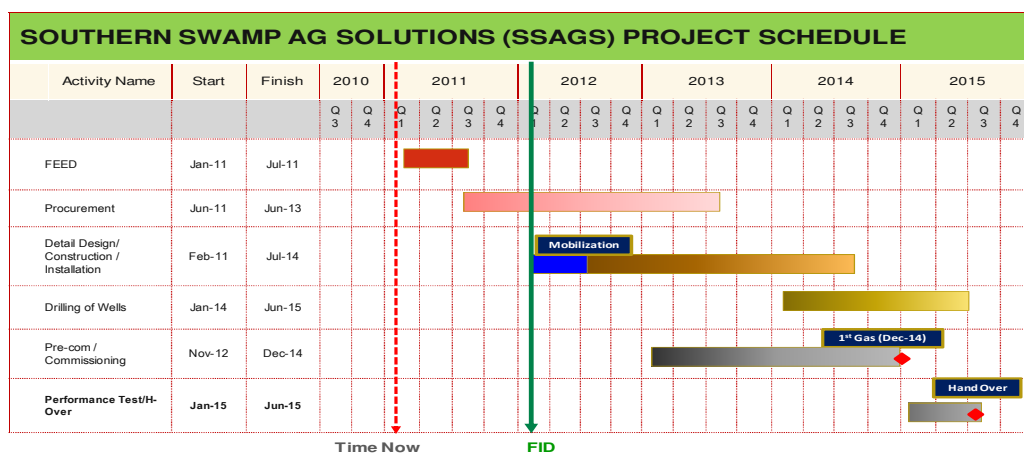 SOUTHERN SWAMP AG SOLUTIONS (SSAGS) PROJECT SCHEDULE
Activity Name Start Finish 2010 2011 2012 2013 2014 2015
Q Q Q Q Q Q Q Q Q Q Q Q Q Q Q Q Q Q Q Q Q Q
3 4 1 2 3 4 1 2 3 4 1 2 3 4 1 2 3 4 1 2 3 4
FEED Jan-11 Jul-11
Procurement Jun-11 Jun-13
Detail Design/
Construction /
Installation
Feb-11 Jul-14
Mobilization
Drilling of Wells Jan-14 Jun-15
Pre-com /
Commissioning
Nov-12 Dec-14
1st Gas (Dec-14)
Performance Test/H-
Over
Jan-15 Jun-15
Hand Over
Time Now FID